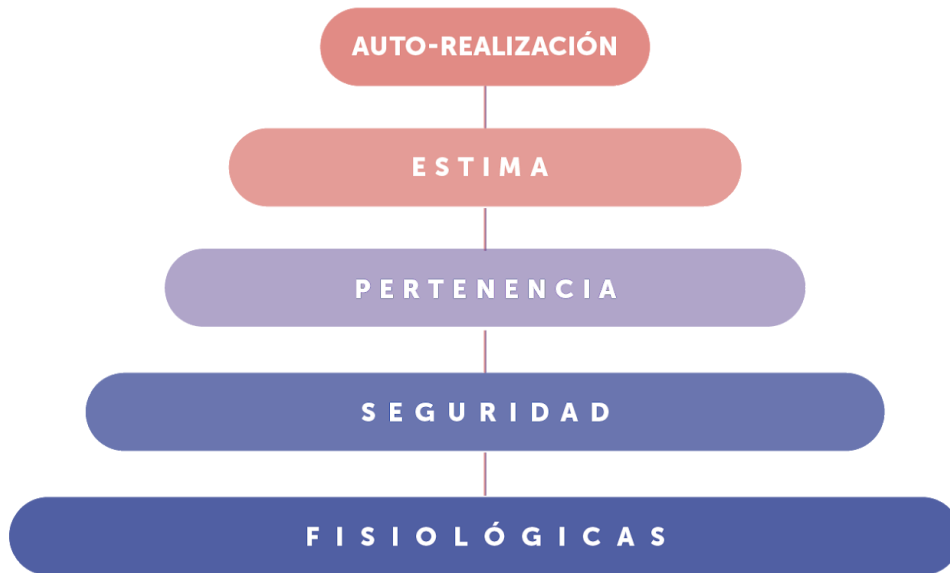 AUTO-REALIZACIÓN
ESTIMA
PERTENENCIA
SEGURIDAD
FISIOLÓGICAS